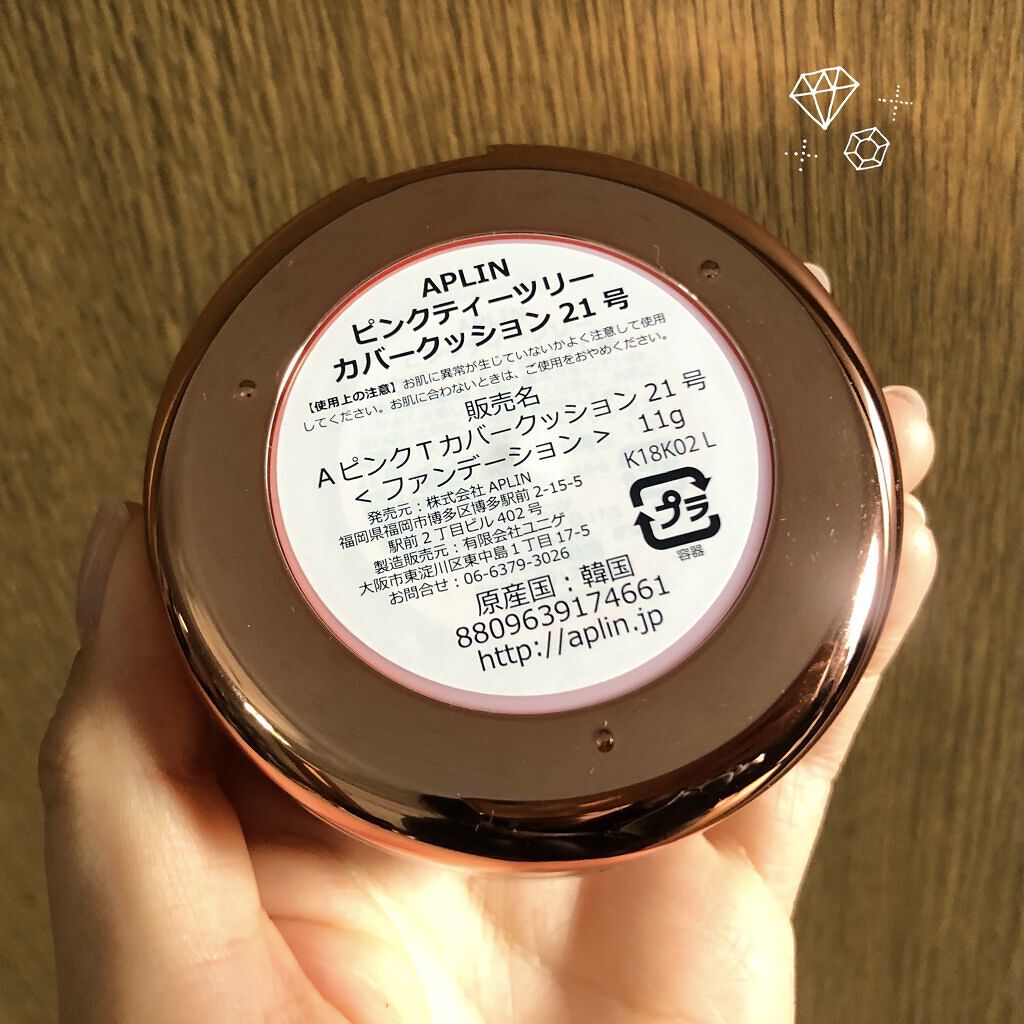 APLIN
ピンクティーツリー
カバークッション 21 号
【使用上の注意】お肌に異常が生じていないかよく注意して使用
してください。お肌に合わないときは、ご使用をおやめください。
販売名
A ピンク T カバークッション 21 号
< ファンデーション > 11g
K18K02 L
発売元：株式会社 APLIN
福岡県福岡市博多区博多駅前 2-15-5
駅前 2 丁目ビル 402 号
製造販売元：有限会社ユニゲ
大阪市東淀川区東中島 1 丁目 17-5
お問合せ：06-6379-3026
プラ
容器
原産国：韓国
8809639174661
http://aplin.jp